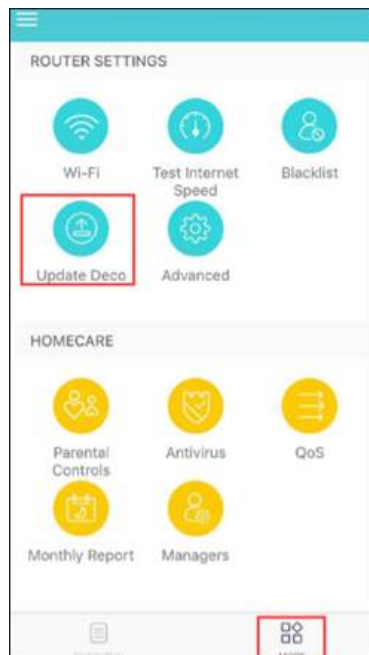 ROUTER SETTINGS
Wi-Fi
Test Internet
Speed
Blacklist
Update Deco
Advanced
HOMECARE
Parental
Controls
Antivirus
QoS
Monthly Report
Managers